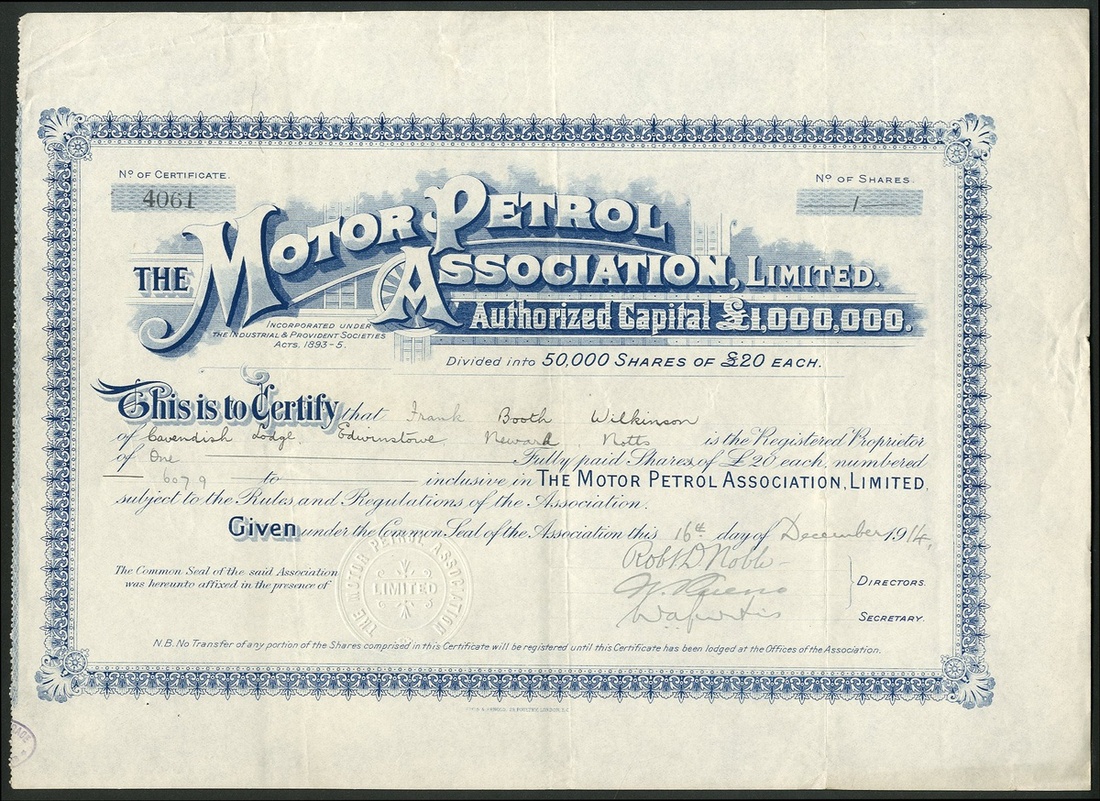 No OF CERTIFICATE.
4061
No OF SHARES.
1
THE MOTOR PETROL
ASSOCIATION, LIMITED.
Authorized Capital £1,000,000.
INCORPORATED UNDER
THE INDUSTRIAL & PROVIDENT SOCIETIES
ACTS. 1893-5.
Divided into 50,000 SHARES OF £20 EACH.
This is to Certify that Frank Booth Wilkinson
of Cavendish Lodge, Edwinstowe, Newark, Notts is the Registered Proprietor
of One Fully paid Shares, of £20 each, numbered
6079 to inclusive in THE MOTOR PETROL ASSOCIATION, LIMITED,
subject to the Rules and Regulations of the Association.
Given under the Common Seal of the Association this 16th day of December 1914.
Robt D. Noble
The Common Seal of the said Association
was hereunto affixed in the presence of
THE MOTOR PETROL ASSOCIATION
LIMITED
DIRECTORS.
SECRETARY.
N.B. No Transfer of any portion of the Shares comprised in this Certificate will be registered until this Certificate has been lodged at the Offices of the Association.